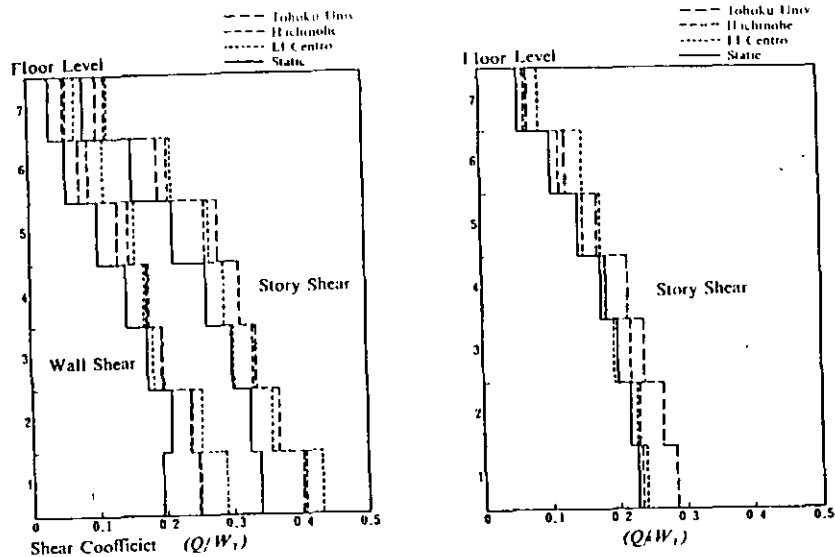 Tohoku Univ
Hachinohe
El Centro
Static
Floor Level
7
6
5
4
3
2
1
Story Shear
Wall Shear
0
0.1
0.2
0.3
0.4
0.5
Shear Cooffíciet (Q/W_T)
Tohoku Univ
Hachinohe
El Centro
Static
Floor Level
7
6
5
4
3
2
1
Story Shear
0
0.1
0.2
0.3
0.4
0.5